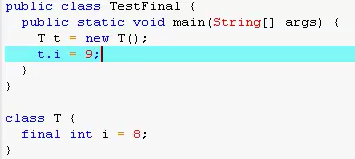 public class TestFinal {
  public static void main(String[] args) {
    T t = new T();
    t.i = 9;
  }
}

class T {
  final int i = 8;
}